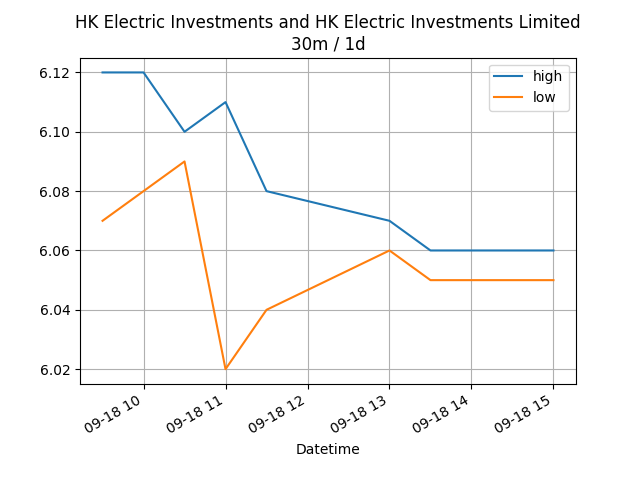 HK Electric Investments and HK Electric Investments Limited
30m / 1d
high
low
6.12
6.10
6.08
6.06
6.04
6.02
09-18 10
09-18 11
09-18 12
09-18 13
09-18 14
09-18 15
Datetime